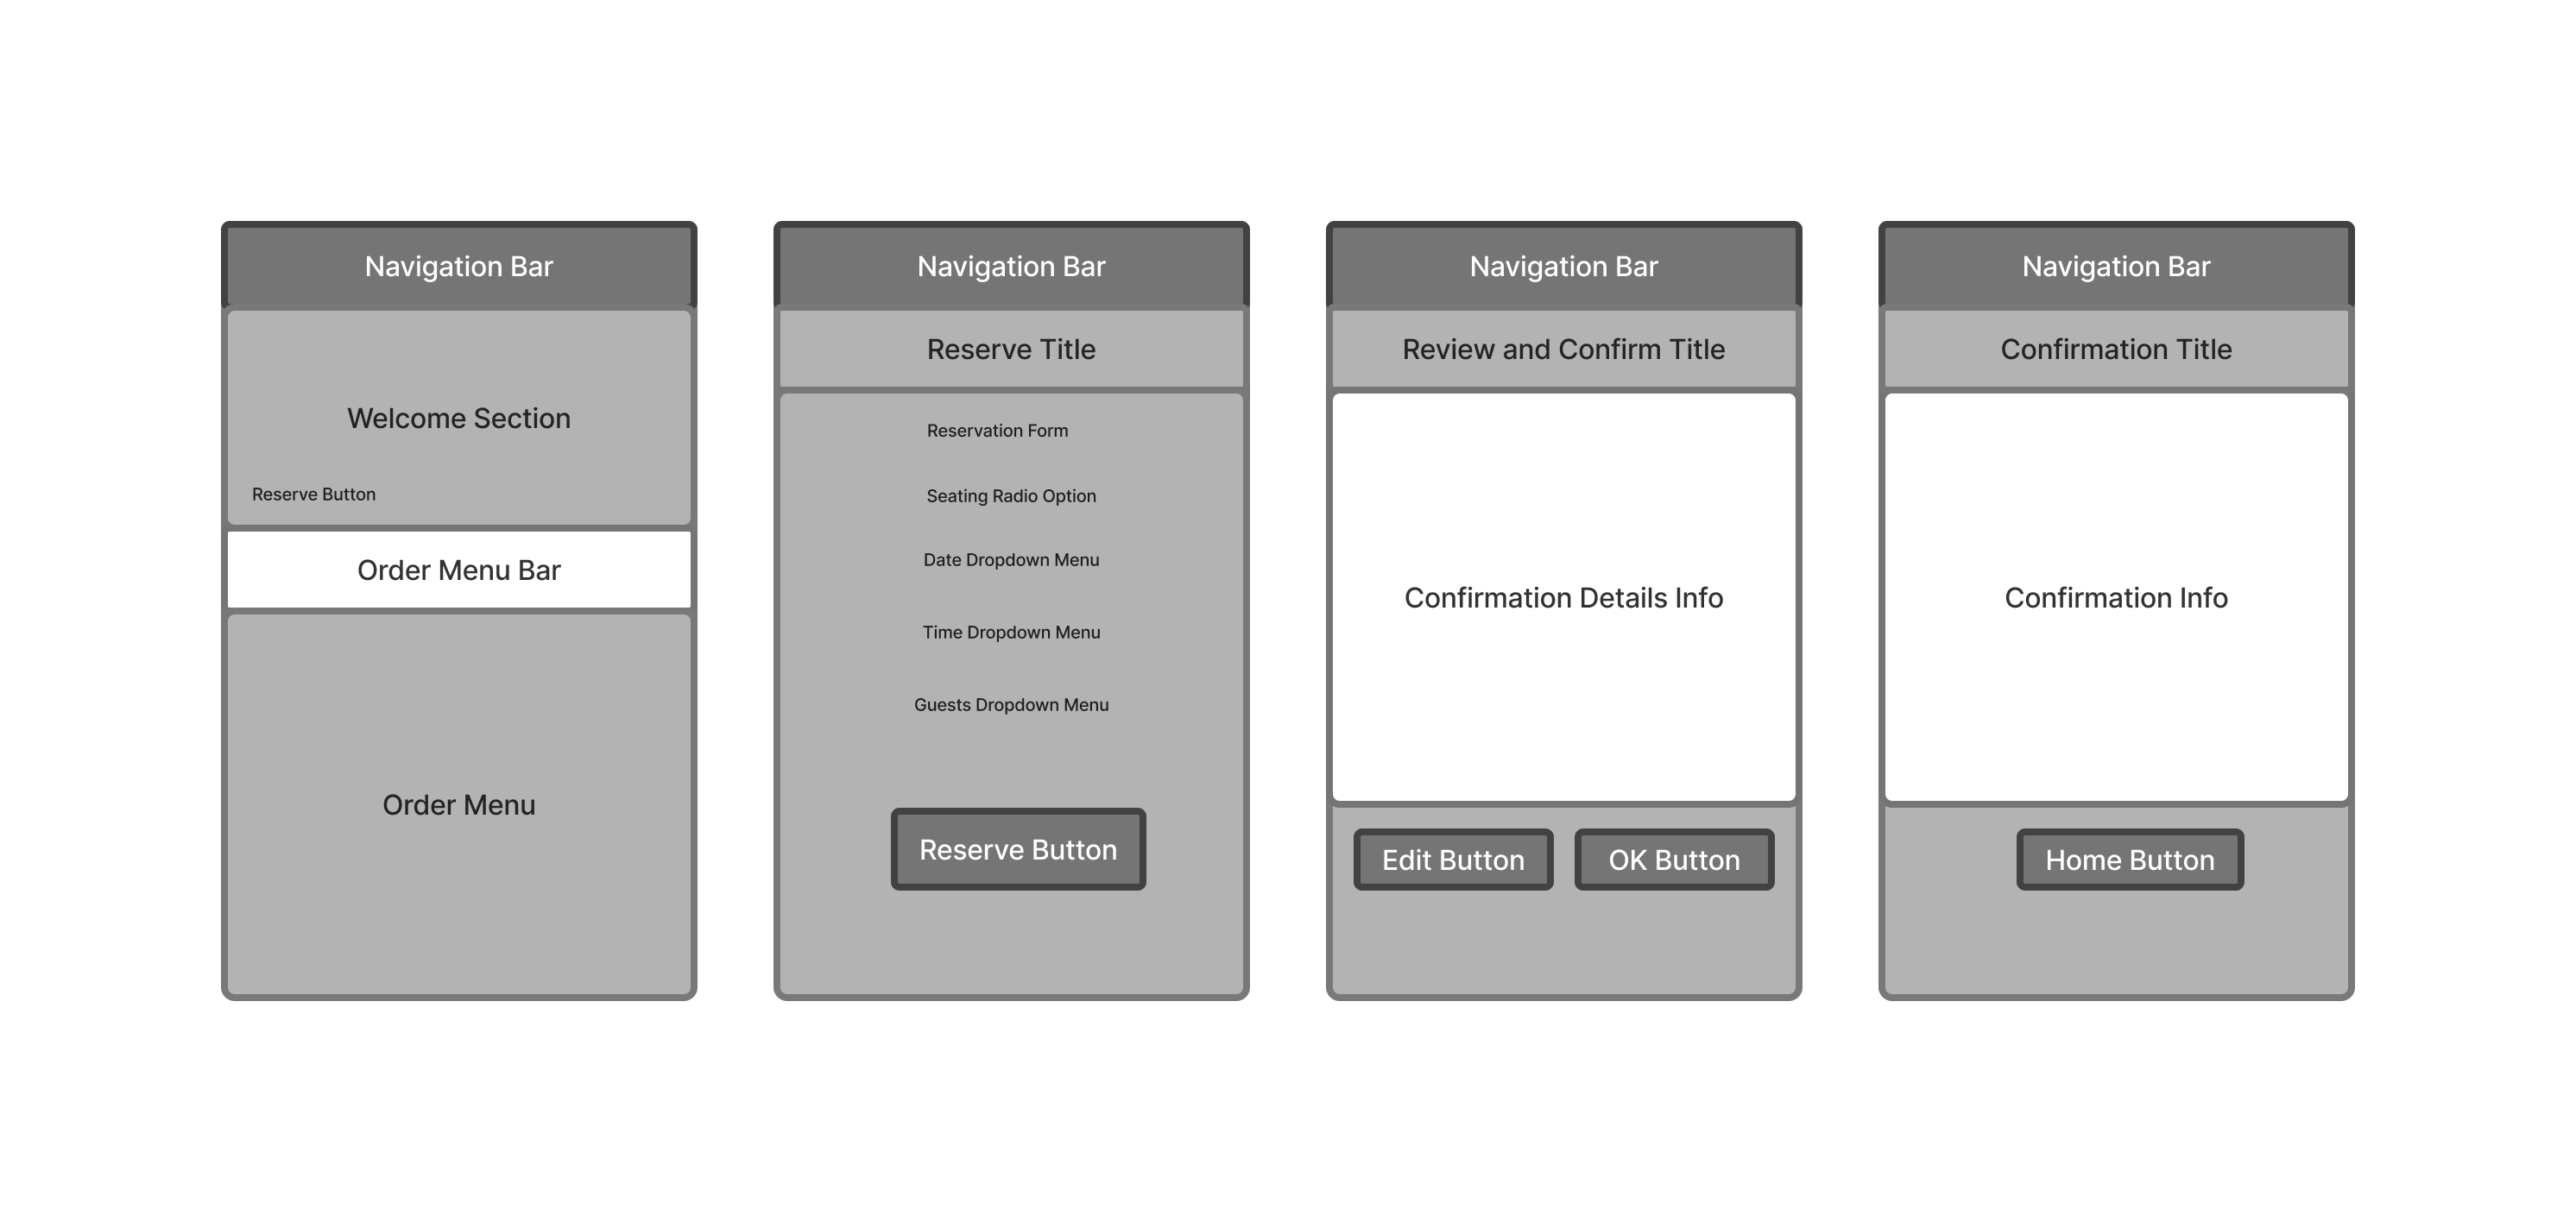 Navigation Bar
Welcome Section
Reserve Button
Order Menu Bar
Order Menu
Navigation Bar
Reserve Title
Reservation Form
Seating Radio Option
Date Dropdown Menu
Time Dropdown Menu
Guests Dropdown Menu
Reserve Button
Navigation Bar
Review and Confirm Title
Confirmation Details Info
Edit Button
OK Button
Navigation Bar
Confirmation Title
Confirmation Info
Home Button